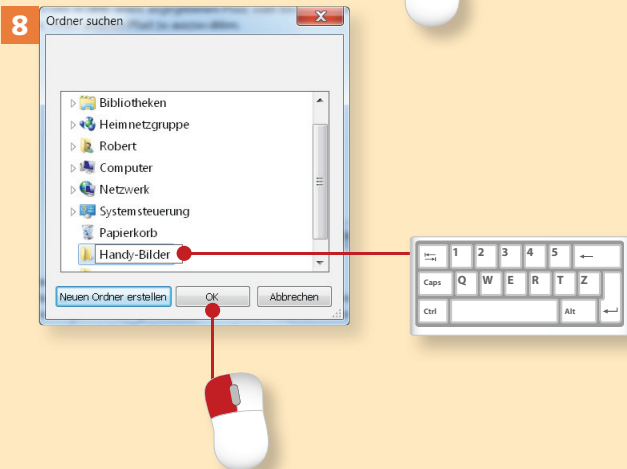 8
Ordner suchen
Bibliotheken
Heimnetzgruppe
Robert
Computer
Netzwerk
Systemsteuerung
Papierkorb
Handy-Bilder
Neuen Ordner erstellen OK Abbrechen
1 2 3 4 5
Caps Q W E R T Z
Ctrl Alt